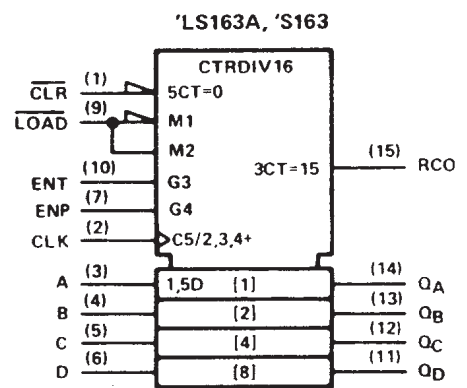 'LS163A, 'S163
CTRDIV16
CLR (1) 5CT=0
LOAD (9) M1
M2
3CT=15 (15) RCO
ENT (10) G3
ENP (7) G4
CLK (2) C5/2,3,4+
A (3) 1,5D [1] (14) QA
B (4) [2] (13) QB
C (5) [4] (12) QC
D (6) [8] (11) QD